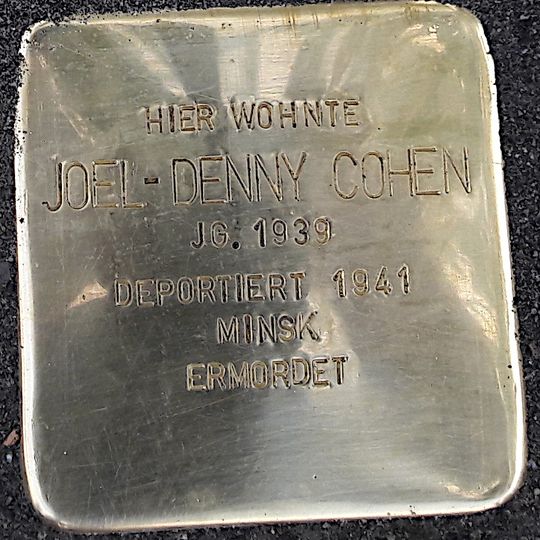 HIER WOHNTE
JOEL-DENNY COHEN
JG. 1939
DEPORTIERT 1941
MINSK
ERMORDET